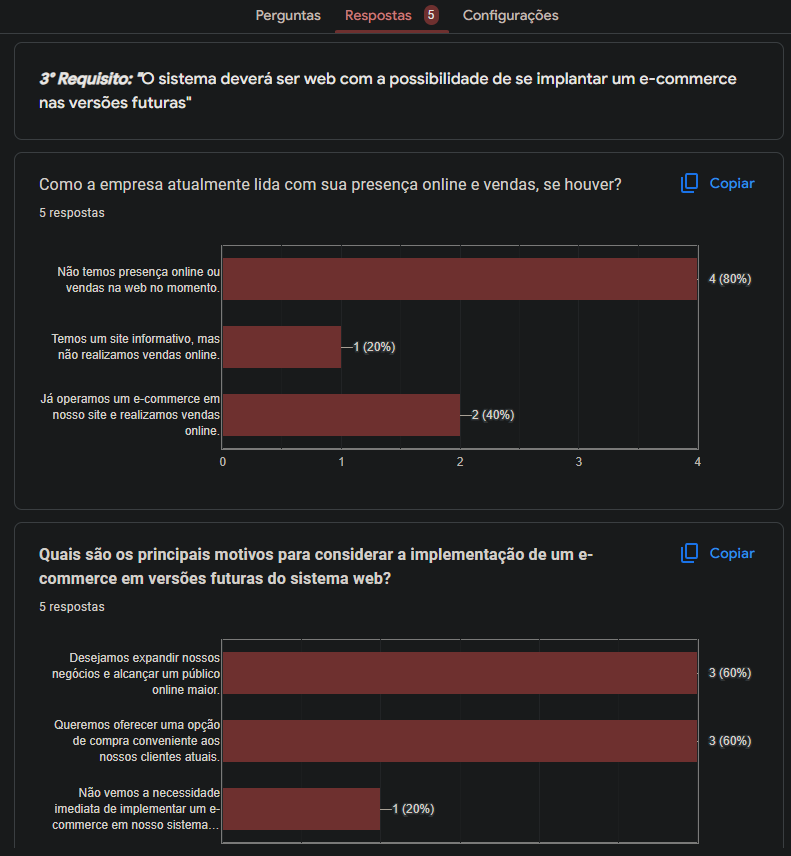 Perguntas Respostas 5 Configurações
3º Requisito: "O sistema deverá ser web com a possibilidade de se implantar um e-commerce
nas versões futuras"
Como a empresa atualmente lida com sua presença online e vendas, se houver?
Copiar
5 respostas
Não temos presença online ou
vendas na web no momento.
4 (80%)
Temos um site informativo, mas
não realizamos vendas online.
1 (20%)
Já operamos um e-commerce em
nosso site e realizamos vendas
online.
2 (40%)
0 1 2 3 4
Quais são os principais motivos para considerar a implementação de um e-
commerce em versões futuras do sistema web?
Copiar
5 respostas
Desejamos expandir nossos
negócios e alcançar um público
online maior.
3 (60%)
Queremos oferecer uma opção
de compra conveniente aos
nossos clientes atuais.
3 (60%)
Não vemos a necessidade
imediata de implementar um e-
commerce em nosso sistema…
1 (20%)